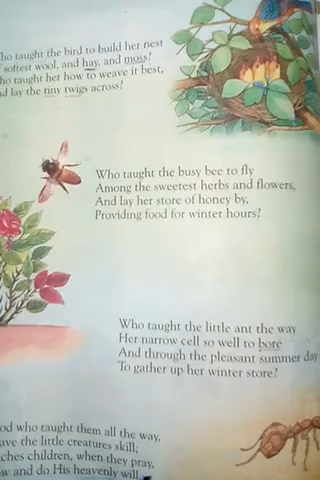 ho taught the bird to build her nest
softest wool, and hay, and moss?
ho taught her how to weave it best,
d lay the tiny twigs across?
Who taught the busy bee to fly
Among the sweetest herbs and flowers,
And lay her store of honey by,
Providing food for winter hours?
Who taught the little ant the way
Her narrow cell so well to bore
And through the pleasant summer day
To gather up her winter store?
od who taught them all the way,
ave the little creatures skill;
ches children, when they pray,
w and do His heavenly will.